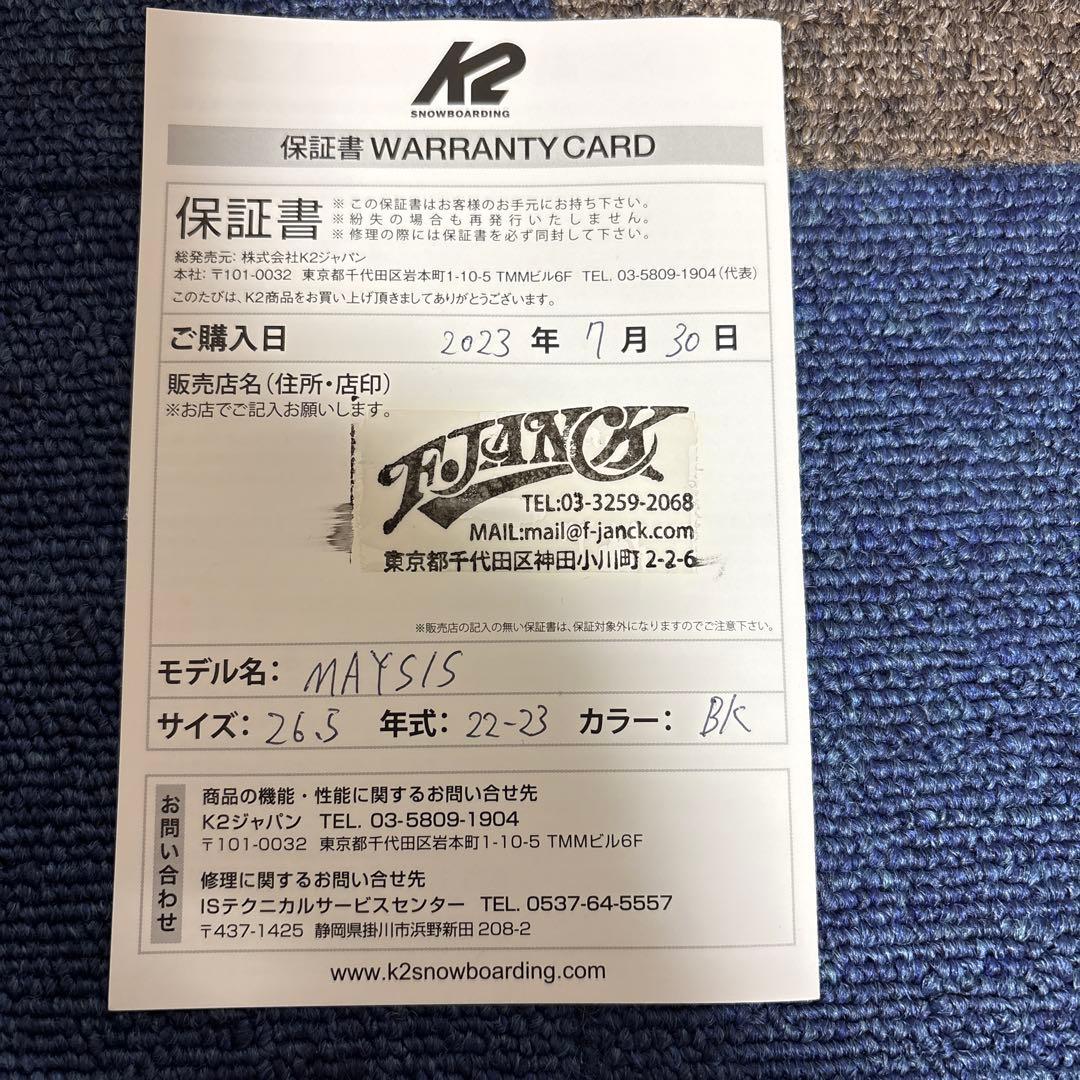 K2
SNOWBOARDING
保証書 WARRANTY CARD
保証書
※この保証書はお客様のお手元にお持ち下さい。
※紛失の場合も再発行いたしません。
※修理の際には保証書を必ず同封して下さい。
総発売元: 株式会社K2ジャパン
本社: 〒101-0032 東京都千代田区岩本町1-10-5 TMMビル6F TEL. 03-5809-1904(代表)
このたびは、K2商品をお買い上げ頂きましてありがとうございます。
ご購入日 2023 年 7 月 30 日
販売店名(住所・店印)
※お店でご記入お願いします。
F.JANCK
TEL:03-3259-2068
MAIL:mail@f-janck.com
東京都千代田区神田小川町 2-2-6
※販売店の記入の無い保証書は、保証対象外になりますのでご注意下さい。
モデル名: MAYSIS
サイズ: 26.5 年式: 22-23 カラー: BK
お問い合わせ
商品の機能・性能に関するお問い合せ先
K2ジャパン TEL. 03-5809-1904
〒101-0032 東京都千代田区岩本町1-10-5 TMMビル6F
修理に関するお問い合せ先
ISテクニカルサービスセンター TEL. 0537-64-5557
〒437-1425 静岡県掛川市浜野新田 208-2
www.k2snowboarding.com